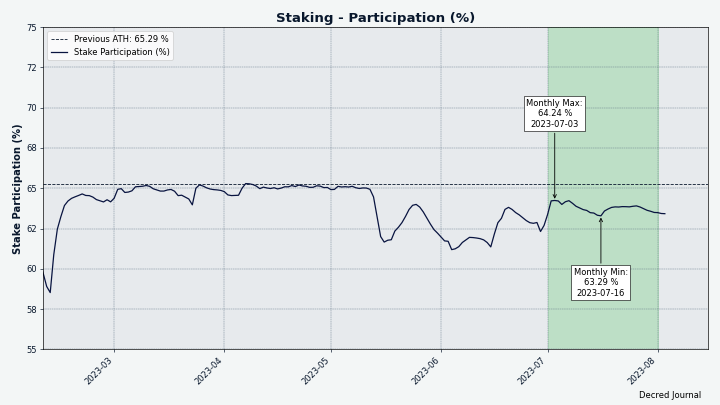 Staking - Participation (%)
Previous ATH: 65.29 %
Stake Participation (%)
Stake Participation (%)
75
72
70
68
65
62
60
58
55
Monthly Max:
64.24 %
2023-07-03
Monthly Min:
63.29 %
2023-07-16
2023-03
2023-04
2023-05
2023-06
2023-07
2023-08
Decred Journal